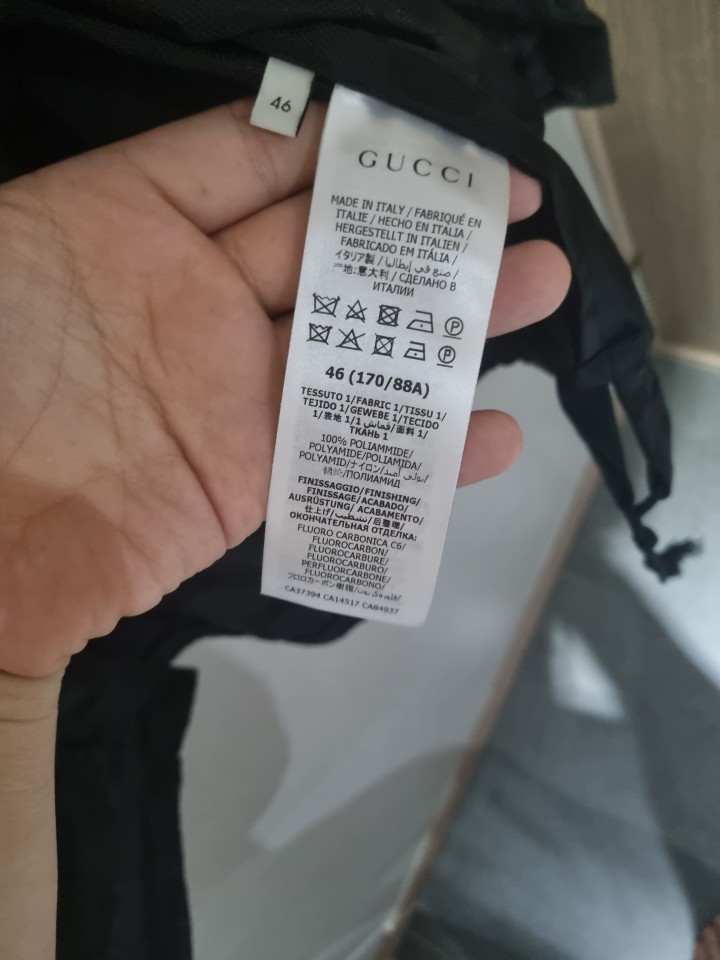 46
GUCCI
MADE IN ITALY / FABRIQUÉ EN
ITALIE / HECHO EN ITALIA /
HERGESTELLT IN ITALIEN /
FABRICADO EM ITÁLIA /
イタリア製 / صنع في إيطاليا /
产地:意大利 / СДЕЛАНО В
ИТАЛИИ
P
P
46 (170/88A)
TESSUTO 1/FABRIC 1/TISSU 1/
TEJIDO 1/GEWEBE 1/TECIDO
1/表地 1/قماش 1/面料 1/
ТКАНЬ 1
100% POLIAMMIDE/
POLYAMIDE/POLIAMIDA/
POLYAMID/ナイロン/بولي أميد/
锦纶/ПОЛИАМИД
FINISSAGGIO/FINISHING/
FINISSAGE/ACABADO/
AUSRÜSTUNG/ ACABAMENTO/
仕上げ/تشطيب/后整理/
ОКОНЧАТЕЛЬНАЯ ОТДЕЛКА:
FLUORO CARBONICA C6/
FLUOROCARBON/
FLUOROCARBURE/
FLUOROCARBURO/
PERFLUORCARBONE/
FLUOROCARBONO/
フロロカーボン樹脂/
CA37394 CA14517 CA84937